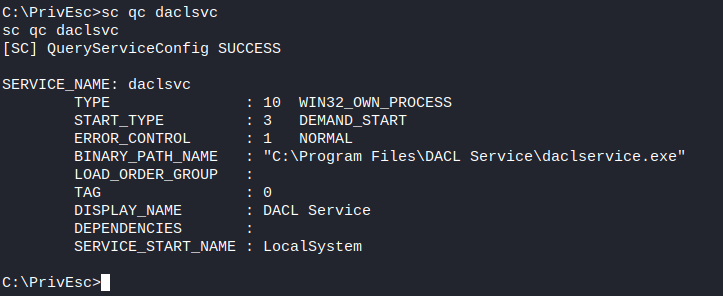 C:\PrivEsc>sc qc daclsvc
sc qc daclsvc
[SC] QueryServiceConfig SUCCESS

SERVICE_NAME: daclsvc
        TYPE               : 10  WIN32_OWN_PROCESS
        START_TYPE         : 3   DEMAND_START
        ERROR_CONTROL      : 1   NORMAL
        BINARY_PATH_NAME   : "C:\Program Files\DACL Service\daclservice.exe"
        LOAD_ORDER_GROUP   :
        TAG                : 0
        DISPLAY_NAME       : DACL Service
        DEPENDENCIES       :
        SERVICE_START_NAME : LocalSystem

C:\PrivEsc>